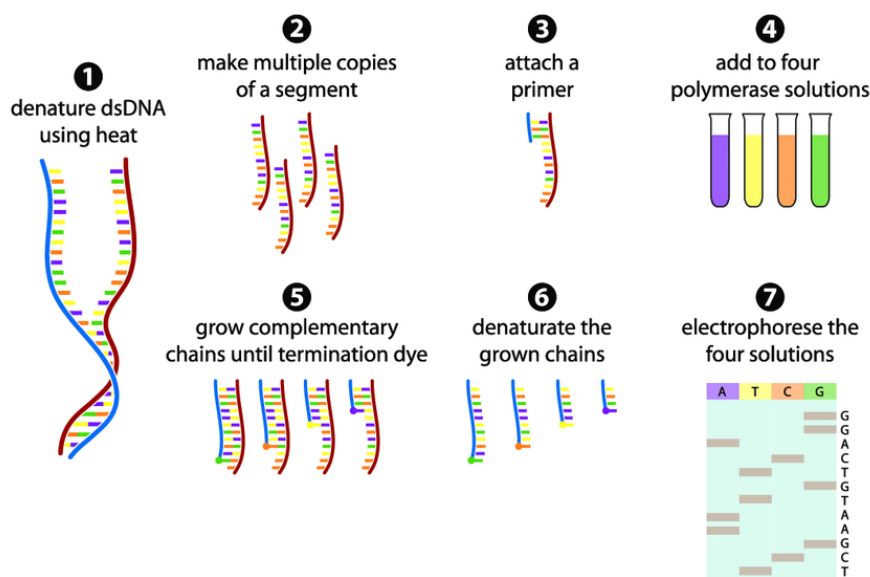 1
denature dsDNA
using heat
2
make multiple copies
of a segment
3
attach a
primer
4
add to four
polymerase solutions
5
grow complementary
chains until termination dye
6
denaturate the
grown chains
7
electrophorese the
four solutions
A T C G
G
G
A
C
T
G
T
A
A
G
C
T